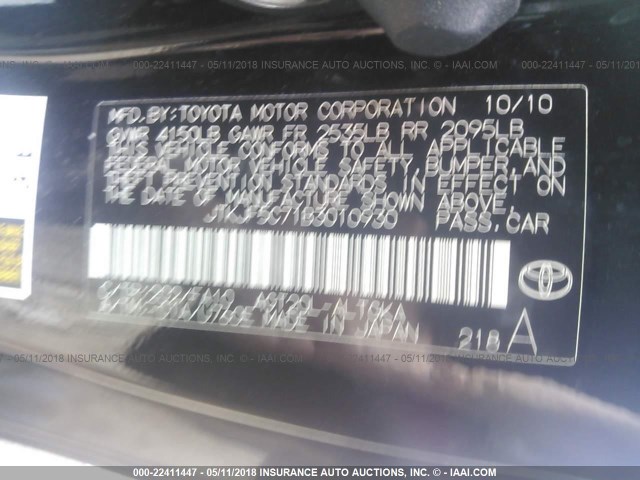 000-22411447 - 05/11/2018 INSURANCE AUTO AUCTIONS, INC. © - IAAI.COM
MFD.BY:TOYOTA MOTOR CORPORATION 10/10
GVWR 4150LB GAWR FR 2535LB RR 2095LB
THIS VEHICLE CONFORMS TO ALL APPLICABLE
FEDERAL MOTOR VEHICLE SAFETY, BUMPER, AND
THEFT PREVENTION STANDARDS IN EFFECT ON
THE DATE OF MANUFACTURE SHOWN ABOVE.
PASS.CAR
MADE IN JAPAN 218 A
000-22411447 - 05/11/2018 INSURANCE AUTO AUCTIONS, INC. © - IAAI.COM